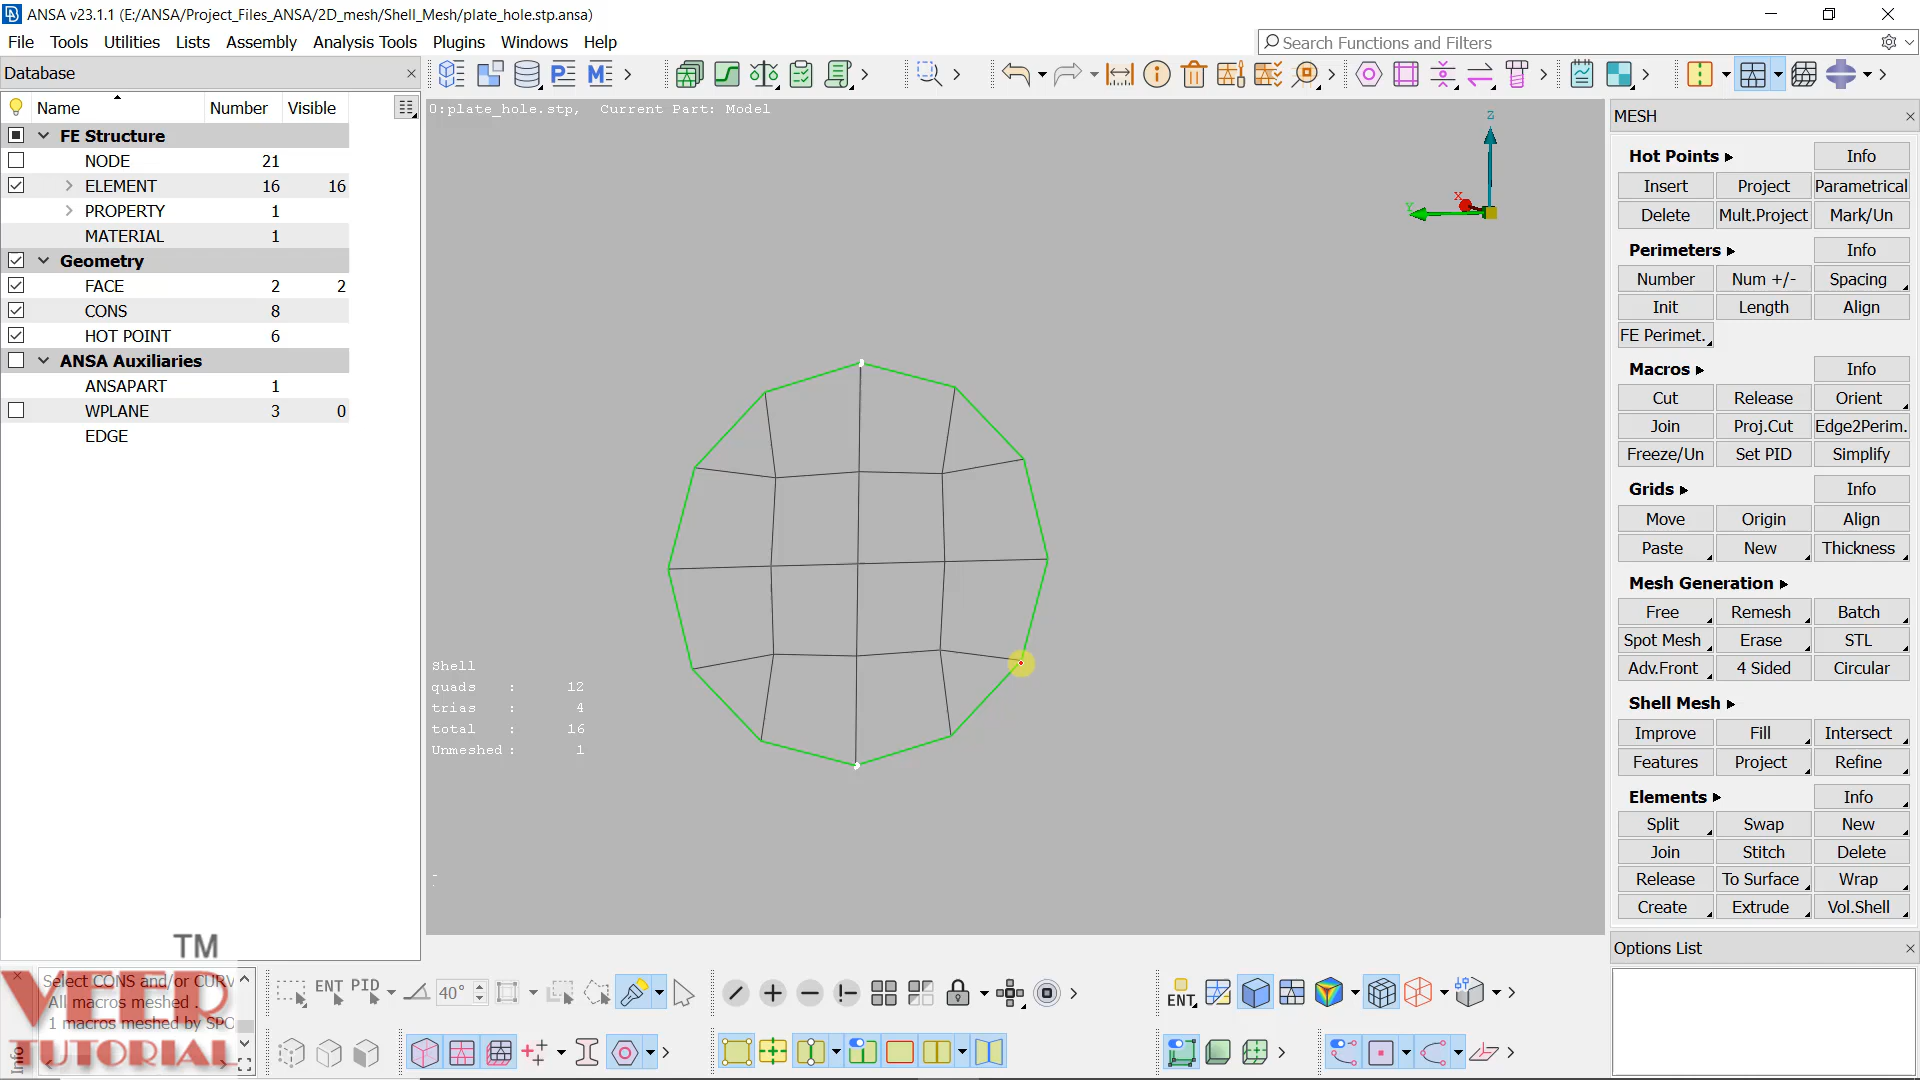 ANSA v23.1.1 (E:/ANSA/Project_Files_ANSA/2D_mesh/Shell_Mesh/plate_hole.stp.ansa)
File Tools Utilities Lists Assembly Analysis Tools Plugins Windows Help
Search Functions and Filters
Database
Name Number Visible
FE Structure
NODE 21
ELEMENT 16 16
PROPERTY 1
MATERIAL 1
Geometry
FACE 2 2
CONS 8
HOT POINT 6
ANSA Auxiliaries
ANSAPART 1
WPLANE 3 0
EDGE
0:plate_hole.stp, Current Part: Model
Z
X
Y
Shell
quads : 12
trias : 4
total : 16
Unmeshed : 1
MESH
Hot Points Info
Insert Project Parametrical
Delete Mult.Project Mark/Un
Perimeters Info
Number Num +/- Spacing
Init Length Align
FE Perimet.
Macros Info
Cut Release Orient
Join Proj.Cut Edge2Perim.
Freeze/Un Set PID Simplify
Grids Info
Move Origin Align
Paste New Thickness
Mesh Generation
Free Remesh Batch
Spot Mesh Erase STL
Adv.Front 4 Sided Circular
Shell Mesh
Improve Fill Intersect
Features Project Refine
Elements Info
Split Swap New
Join Stitch Delete
Release To Surface Wrap
Create Extrude Vol.Shell
Options List
TM
VEER
TUTORIAL
Select CONS and/or CURV
All macros meshed .
1 macros meshed by SPO
Info
ENT PID 40°
ENT